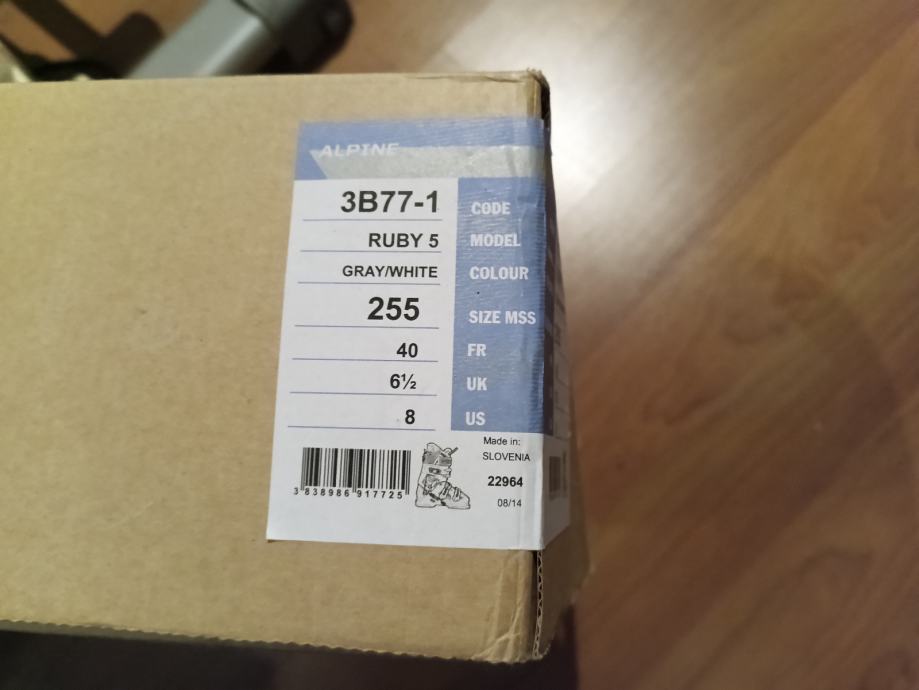 ALPINE
3B77-1 CODE
RUBY 5 MODEL
GRAY/WHITE COLOUR
255 SIZE MSS
40 FR
6½ UK
8 US
Made in:
SLOVENIA
22964
08/14
3 838986 917725